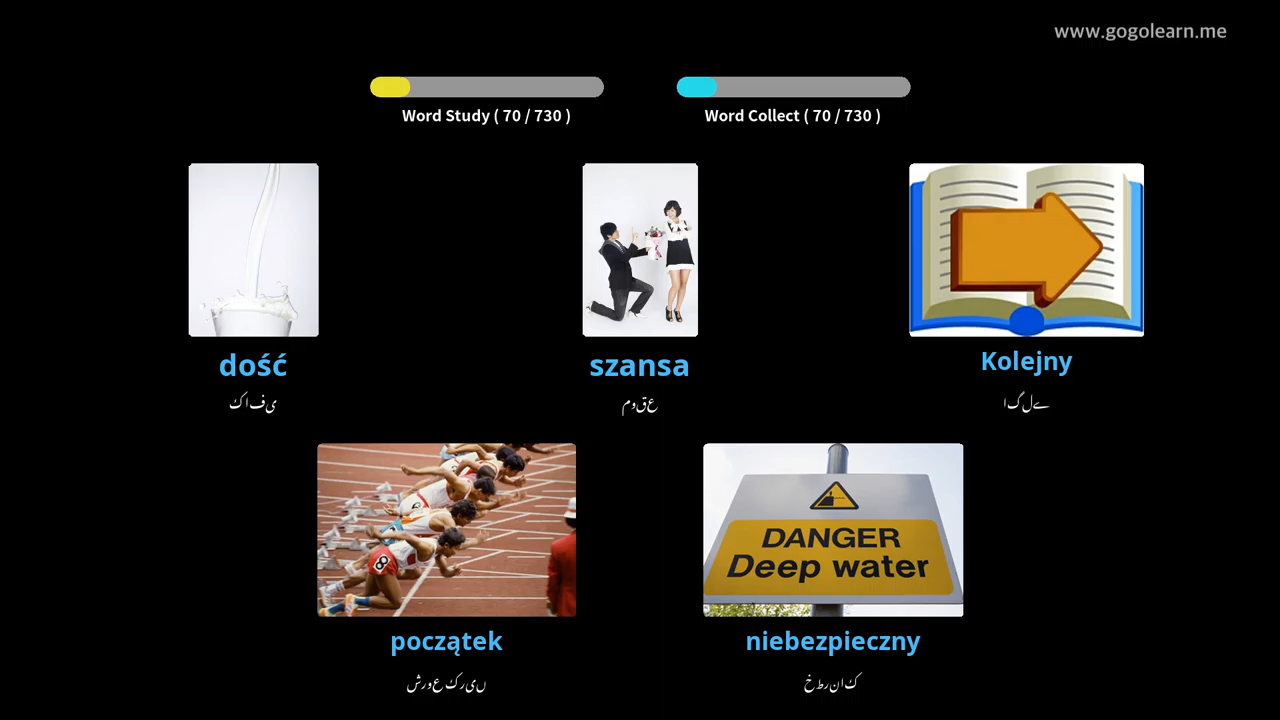 www.gogolearn.me
Word Study ( 70 / 730 )
Word Collect ( 70 / 730 )
dość
szansa
Kolejny
کافی
موقع
اگلے
DANGER
Deep water
początek
niebezpieczny
شروع کریں
خطرناک